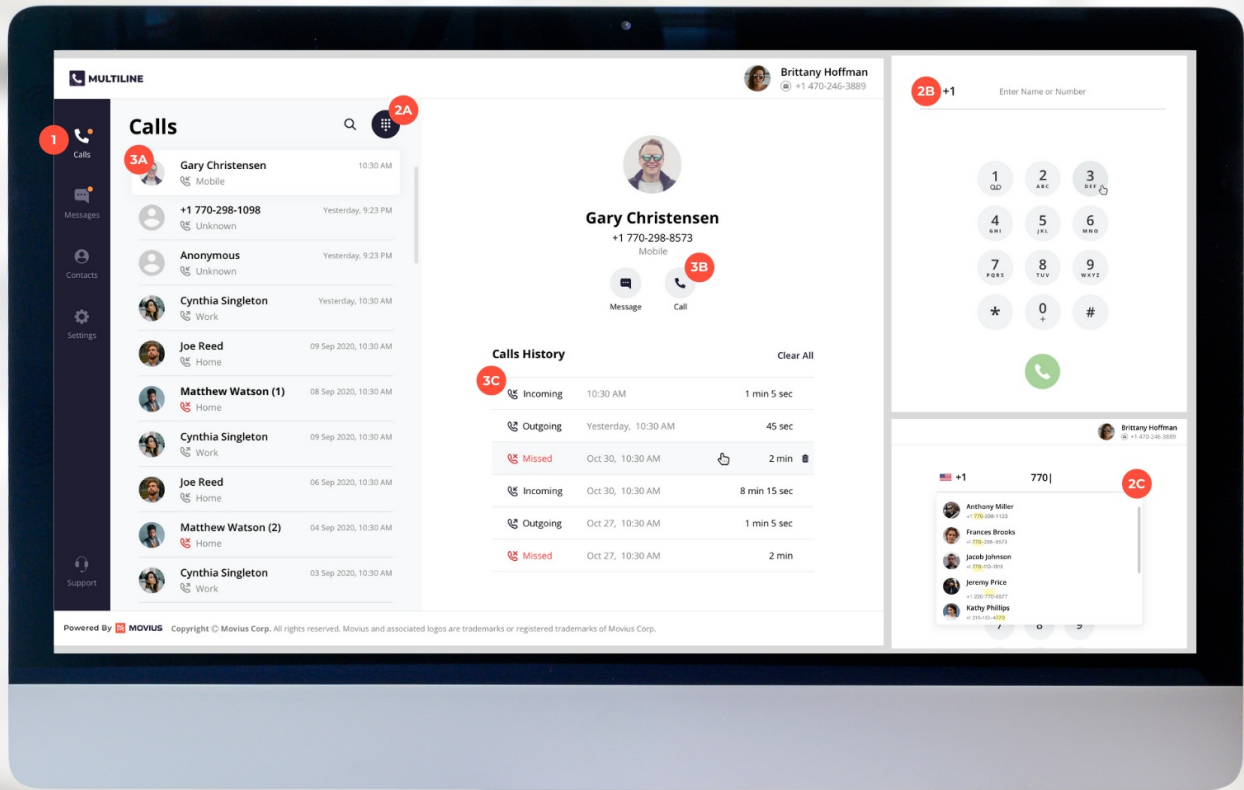 MULTILINE
Brittany Hoffman
+1 470-246-3889
1
Calls
Messages
Contacts
Settings
Support
Calls
2A
3A
Gary Christensen
10:30 AM
Mobile
+1 770-298-1098
Yesterday, 9:23 PM
Unknown
Anonymous
Yesterday, 9:23 PM
Unknown
Cynthia Singleton
Yesterday, 10:30 AM
Work
Joe Reed
09 Sep 2020, 10:30 AM
Home
Matthew Watson (1)
08 Sep 2020, 10:30 AM
Home
Cynthia Singleton
09 Sep 2020, 10:30 AM
Work
Joe Reed
06 Sep 2020, 10:30 AM
Home
Matthew Watson (2)
04 Sep 2020, 10:30 AM
Home
Cynthia Singleton
03 Sep 2020, 10:30 AM
Work
Gary Christensen
+1 770-298-8573
Mobile
3B
Message
Call
Calls History
Clear All
3C
Incoming 10:30 AM 1 min 5 sec
Outgoing Yesterday, 10:30 AM 45 sec
Missed Oct 30, 10:30 AM 2 min
Incoming Oct 30, 10:30 AM 8 min 15 sec
Outgoing Oct 27, 10:30 AM 1 min 5 sec
Missed Oct 27, 10:30 AM 2 min
Powered By MOVIUS Copyright © Movius Corp. All rights reserved. Movius and associated logos are trademarks or registered trademarks of Movius Corp.
2B
+1 Enter Name or Number
1 2 3
ABC DEF
4 5 6
GHI JKL MNO
7 8 9
PQRS TUV WXYZ
* 0 #
+
Brittany Hoffman
+1 470-246-3889
+1 770
2C
Anthony Miller
+1 770-298-1123
Frances Brooks
+1 770-298-8573
Jacob Johnson
Jeremy Price
Kathy Phillips
7 8 9